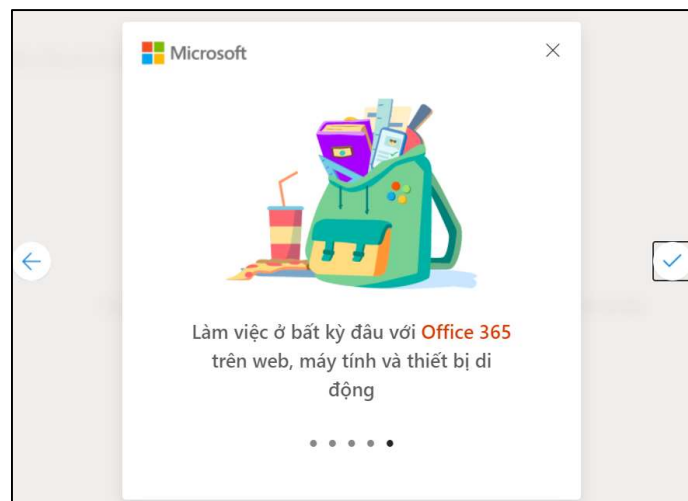 Microsoft
Làm việc ở bất kỳ đâu với Office 365
trên web, máy tính và thiết bị di
động